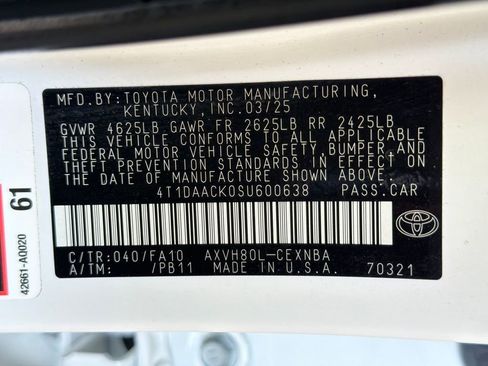 MFD.BY:TOYOTA MOTOR MANUFACTURING,
KENTUCKY, INC. 03/25
GVWR 4625LB GAWR FR 2625LB RR 2425LB
THIS VEHICLE CONFORMS TO ALL APPLICABLE
FEDERAL MOTOR VEHICLE SAFETY, BUMPER, AND
THEFT PREVENTION STANDARDS IN EFFECT ON
THE DATE OF MANUFACTURE SHOWN ABOVE.
4T1DAACK0SU600638 PASS.CAR
C/TR:040/FA10 AXVH80L-CEXNBA
A/TM: /PB11 MADE IN U.S.A. 70321
TOYOTA
61
42661-A0020